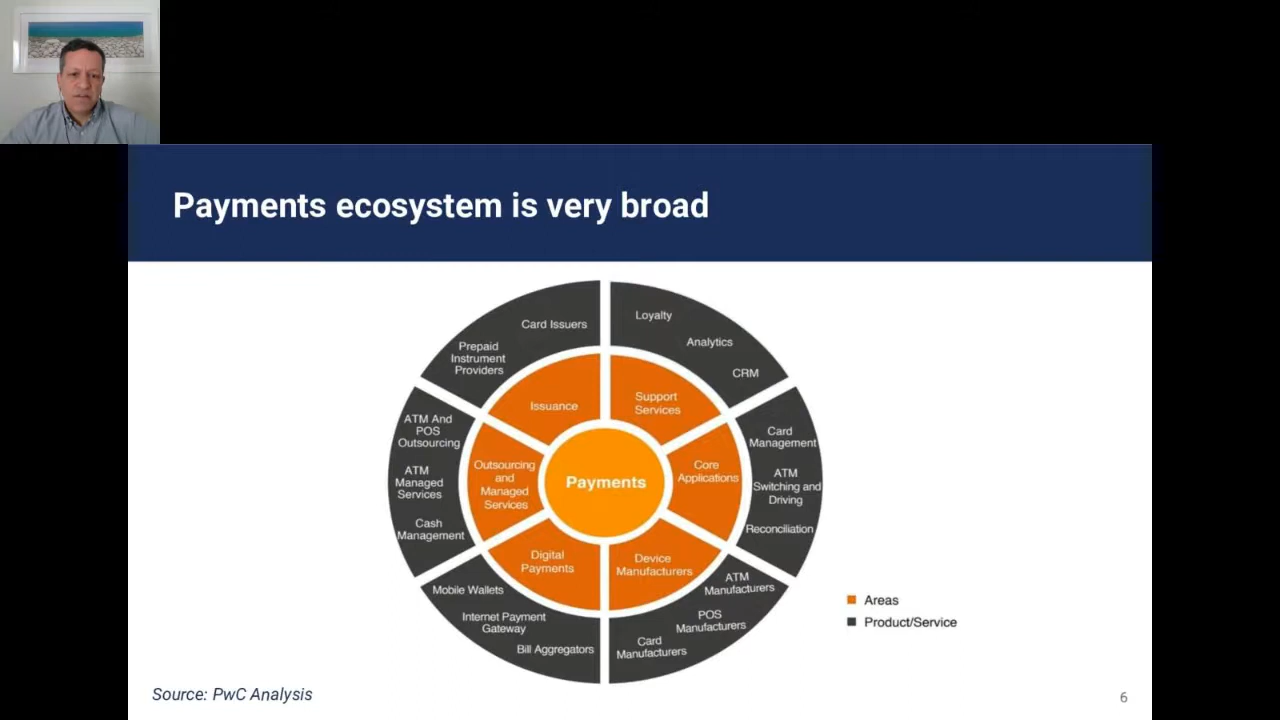 Payments ecosystem is very broad
Card Issuers
Prepaid
Instrument
Providers
Loyalty
Analytics
CRM
Issuance
Support
Services
ATM And
POS
Outsourcing
ATM
Managed
Services
Cash
Management
Outsourcing
and
Managed
Services
Payments
Core
Applications
Card
Management
ATM
Switching and
Driving
Reconciliation
Digital
Payments
Device
Manufacturers
Mobile Wallets
Internet Payment
Gateway
Bill Aggregators
ATM
Manufacturers
POS
Manufacturers
Card
Manufacturers
Areas
Product/Service
Source: PwC Analysis
6